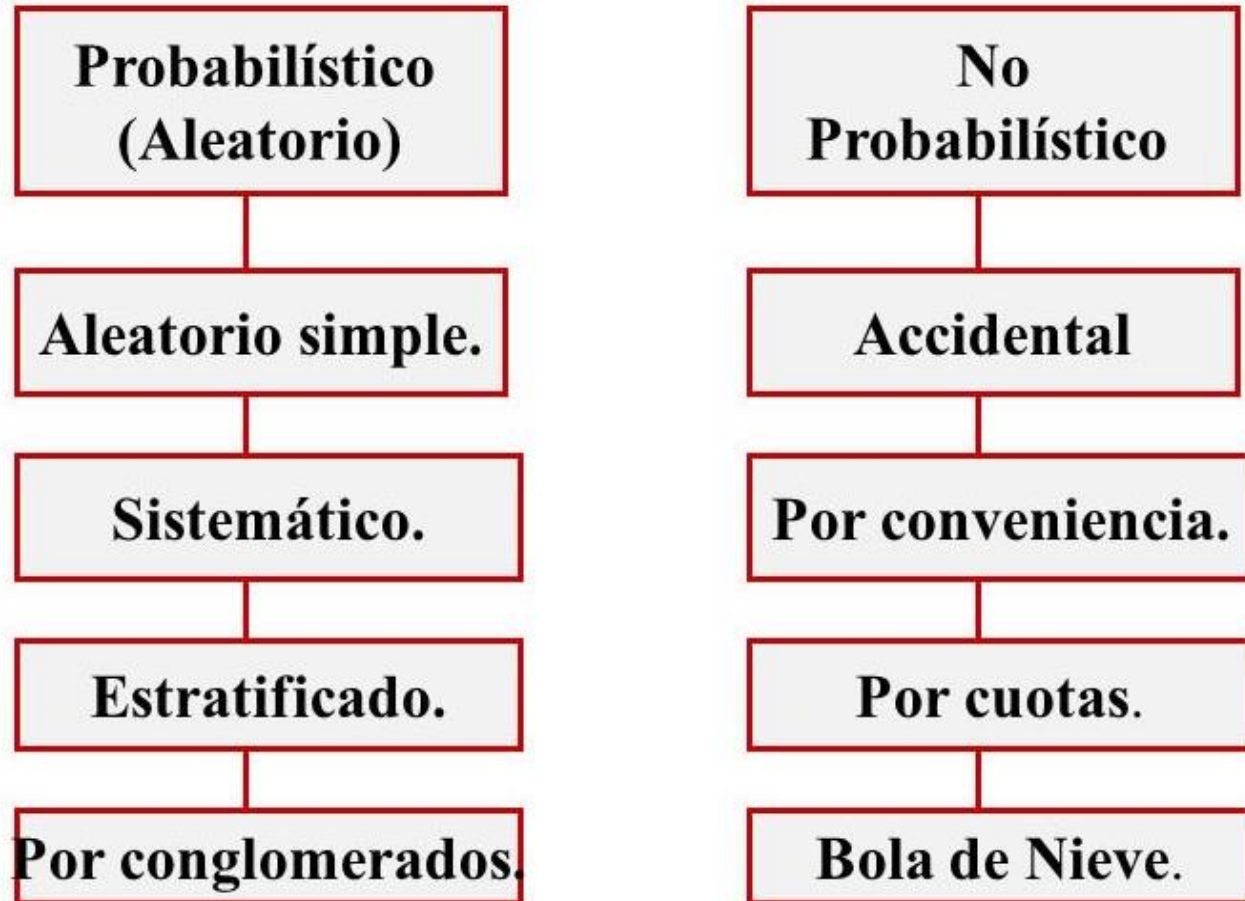 Probabilístico
(Aleatorio)
Aleatorio simple.
Sistemático.
Estratificado.
Por conglomerados.
No
Probabilístico
Accidental
Por conveniencia.
Por cuotas.
Bola de Nieve.